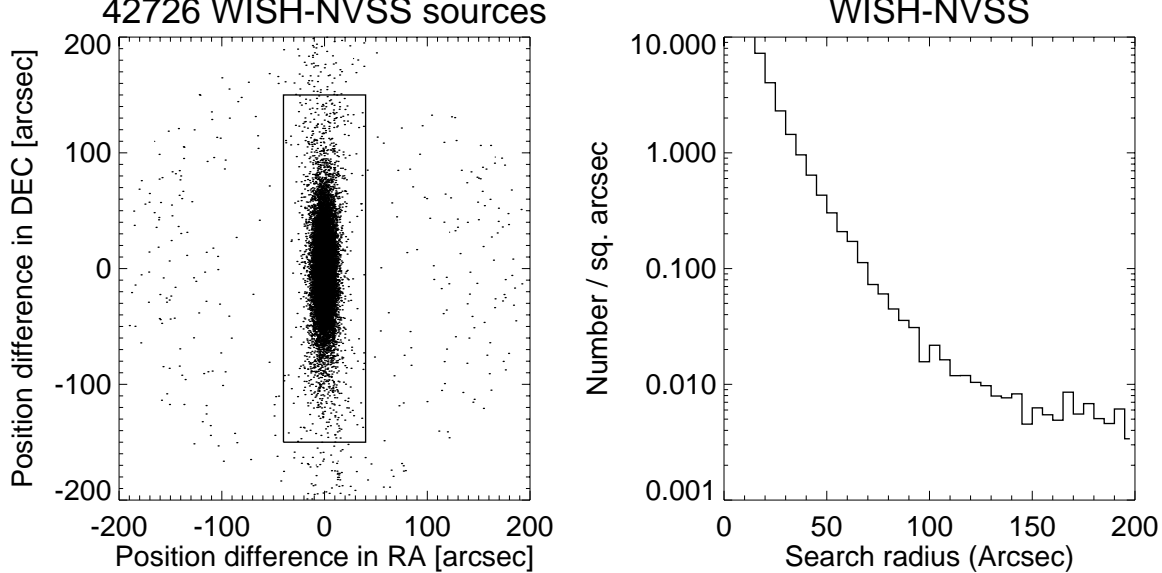 42726 WISH-NVSS sources
Position difference in DEC [arcsec]
200
100
0
-100
-200
-200 -100 0 100 200
Position difference in RA [arcsec]
WISH-NVSS
Number / sq. arcsec
10.000
1.000
0.100
0.010
0.001
0 50 100 150 200
Search radius (Arcsec)